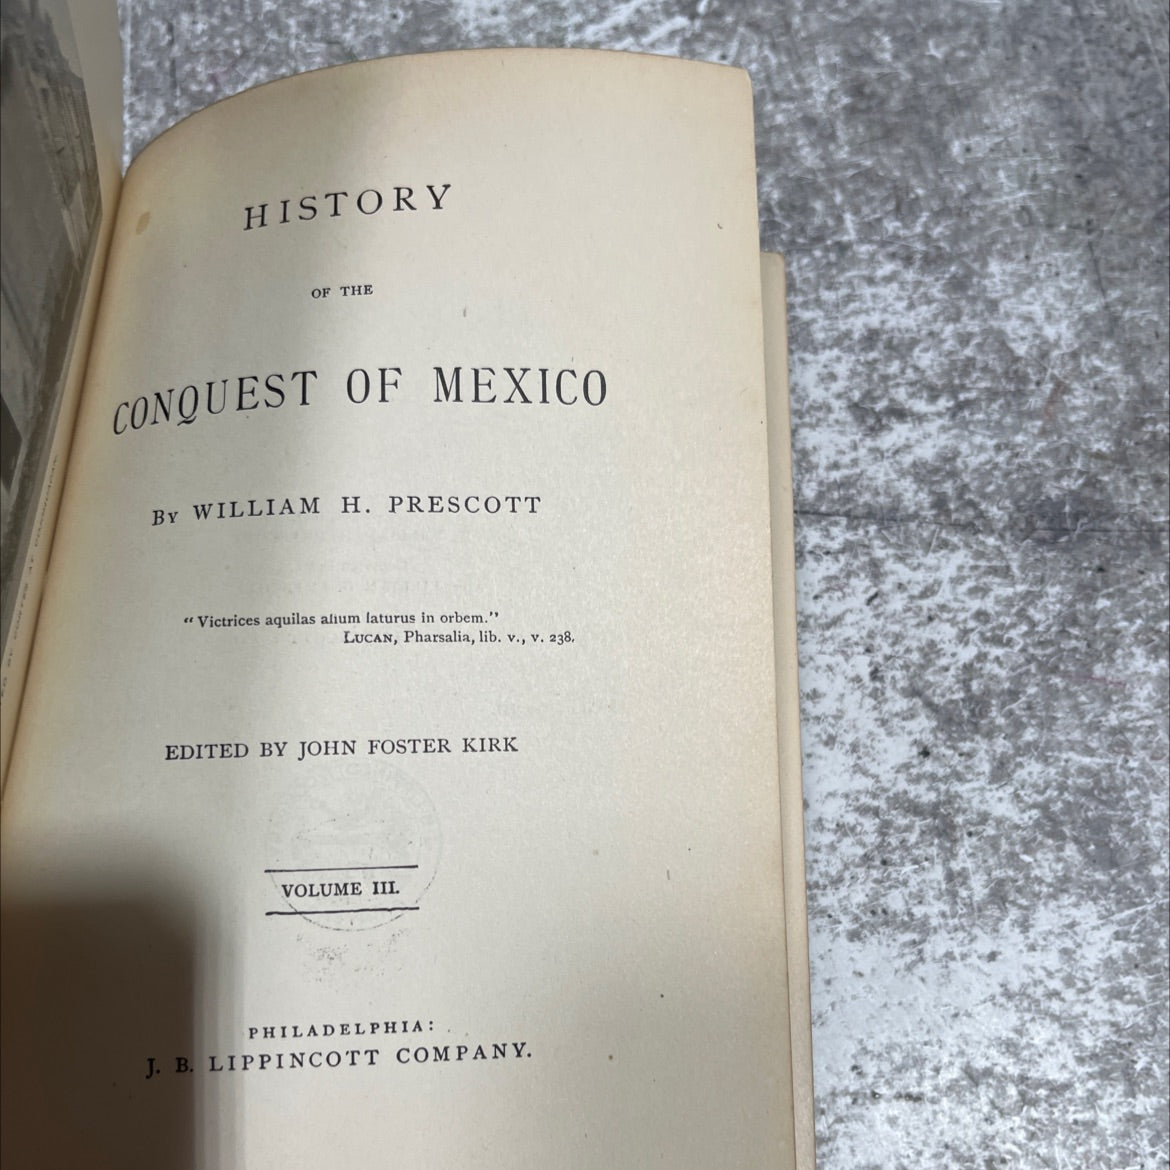 HISTORY
OF THE
CONQUEST OF MEXICO
By WILLIAM H. PRESCOTT
“Victrices aquilas alium laturus in orbem.”
LUCAN, Pharsalia, lib. v., v. 238.
EDITED BY JOHN FOSTER KIRK
VOLUME III.
PHILADELPHIA:
J. B. LIPPINCOTT COMPANY.